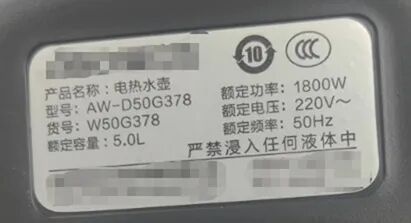 10
CCC
产品名称：电热水壶
型号：AW-D50G378
货号：W50G378
额定容量：5.0L
额定功率：1800W
额定电压：220V～
额定频率：50Hz
严禁浸入任何液体中